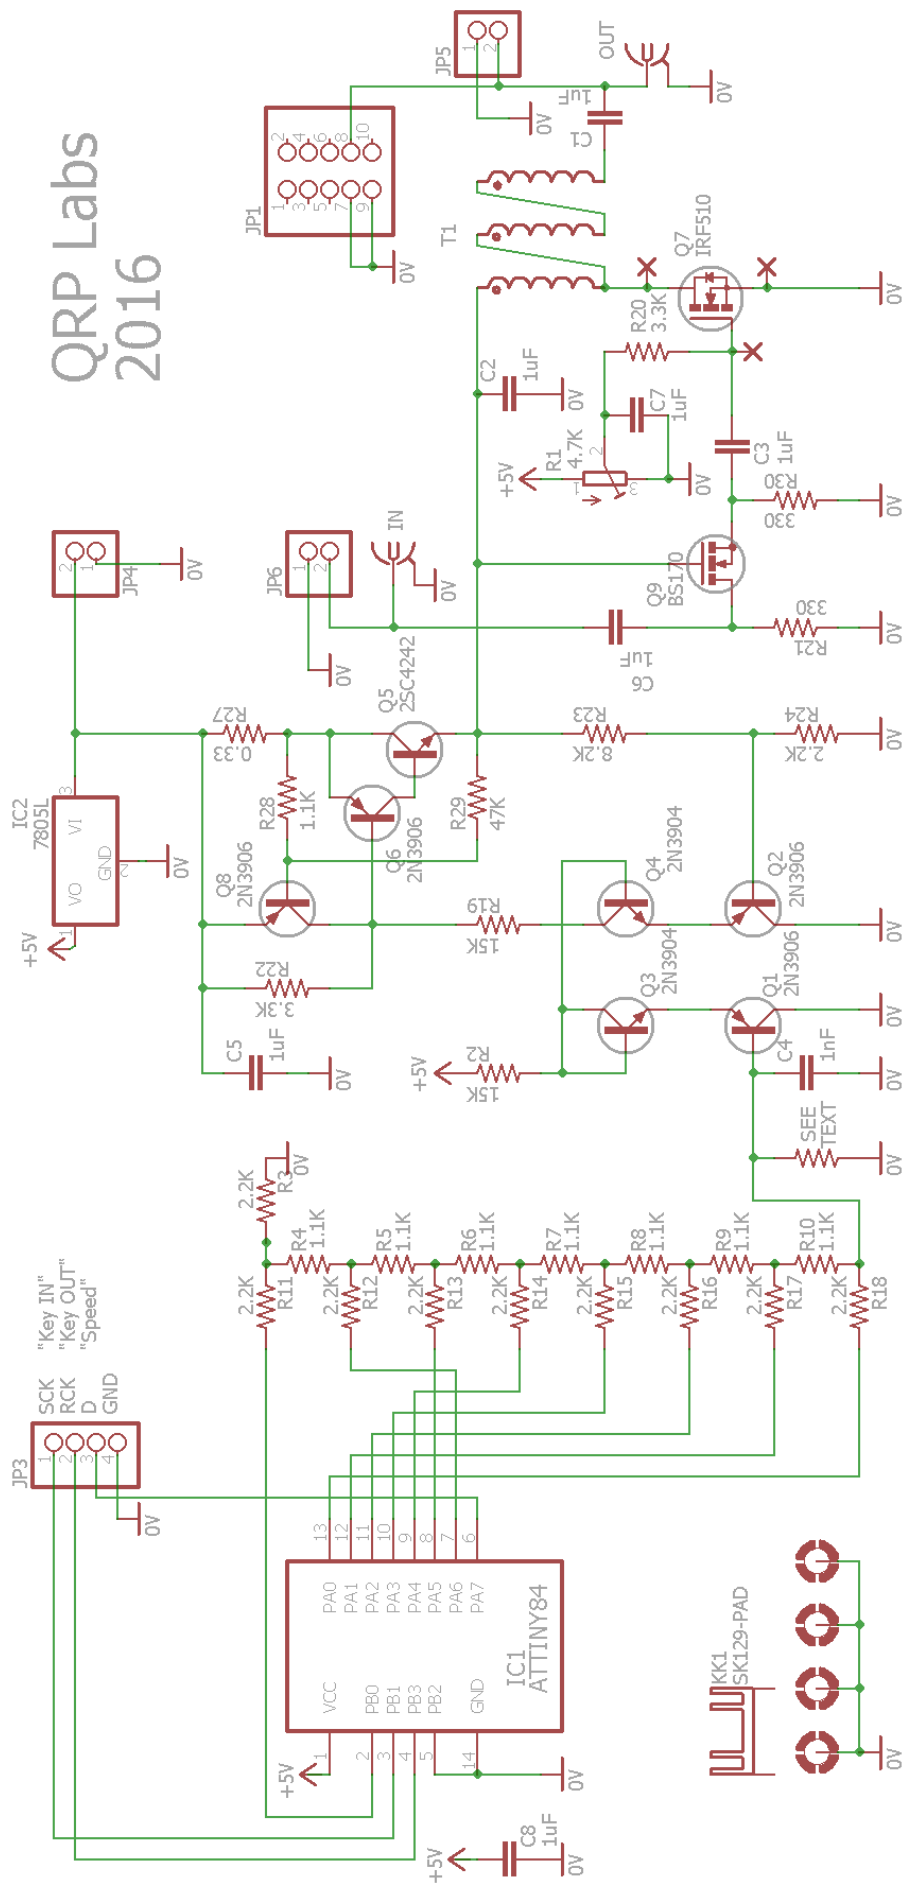 QRP Labs
2016
JP3
SCK
RCK
D
GND
"Key IN"
"Key OUT"
"Speed"
1
2
3
4
0V
IC1
ATTINY84
VCC
PB0
PB1
PB3
PB2
GND
1
2
3
4
5
14
PA0
PA1
PA2
PA3
PA4
PA5
PA6
PA7
13
12
11
10
9
8
7
6
+5V
0V
+5V
C8
1uF
0V
KK1
SK129-PAD
0V
R3
2.2K
0V
R4
1.1K
R5
1.1K
R6
1.1K
R7
1.1K
R8
1.1K
R9
1.1K
R10
1.1K
2.2K
R11
2.2K
R12
2.2K
R13
2.2K
R14
2.2K
R15
2.2K
R16
2.2K
R17
2.2K
R18
SEE
TEXT
0V
C4
1nF
0V
C5
1uF
0V
+5V
R2
15K
IC2
7805L
VI
VO
GND
1
2
3
+5V
0V
R22
3.3K
Q8
2N3906
R28
1.1K
R27
0.33
Q6
2N3906
Q5
2SC4242
R29
47K
R19
15K
Q3
2N3904
Q4
2N3904
Q1
2N3906
0V
Q2
2N3906
0V
R23
8.2K
R24
2.2K
0V
JP4
2
1
0V
JP6
1
2
0V
IN
0V
C6
1uF
R21
330
0V
Q9
BS170
R30
330
0V
C3
1uF
+5V
R1
4.7K
1
2
3
0V
C7
1uF
R20
3.3K
C2
1uF
0V
Q7
IRF510
0V
T1
JP1
1
3
5
7
9
2
4
6
8
10
0V
JP5
1
2
0V
C1
1uF
OUT
0V